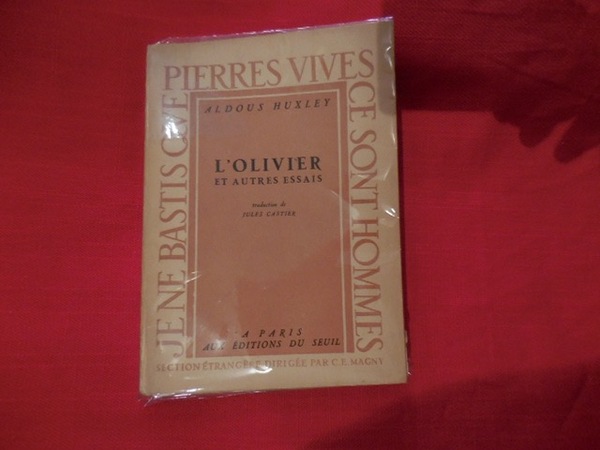 JE NE BASTIS QUE
PIERRES VIVES
CE SONT HOMMES
ALDOUS HUXLEY
L'OLIVIER
ET AUTRES ESSAIS
traduction de
JULES CASTIER
A PARIS
AUX ÉDITIONS DU SEUIL
SECTION ÉTRANGÈRE DIRIGÉE PAR C. E. MAGNY